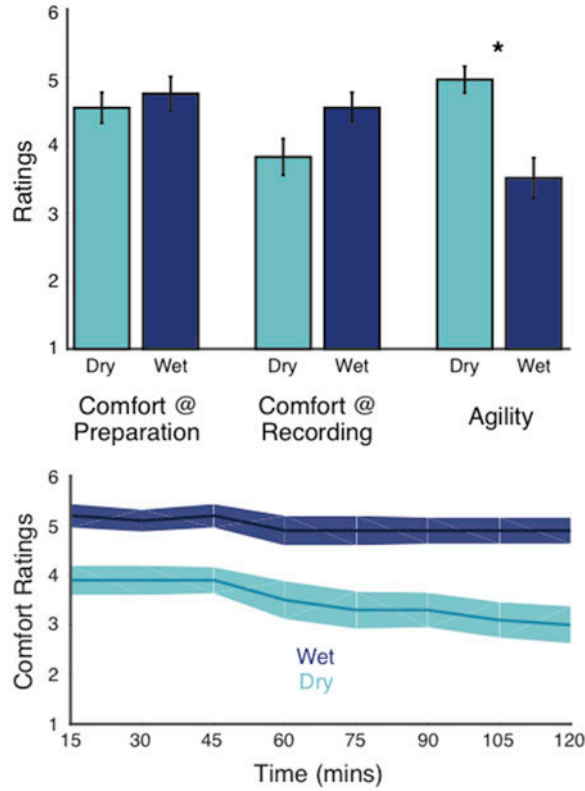 6
5
4
3
2
1
Ratings
*
Dry Wet Dry Wet Dry Wet
Comfort @ Comfort @ Agility
Preparation Recording
6
5
4
3
2
1
Comfort Ratings
Wet
Dry
15 30 45 60 75 90 105 120
Time (mins)